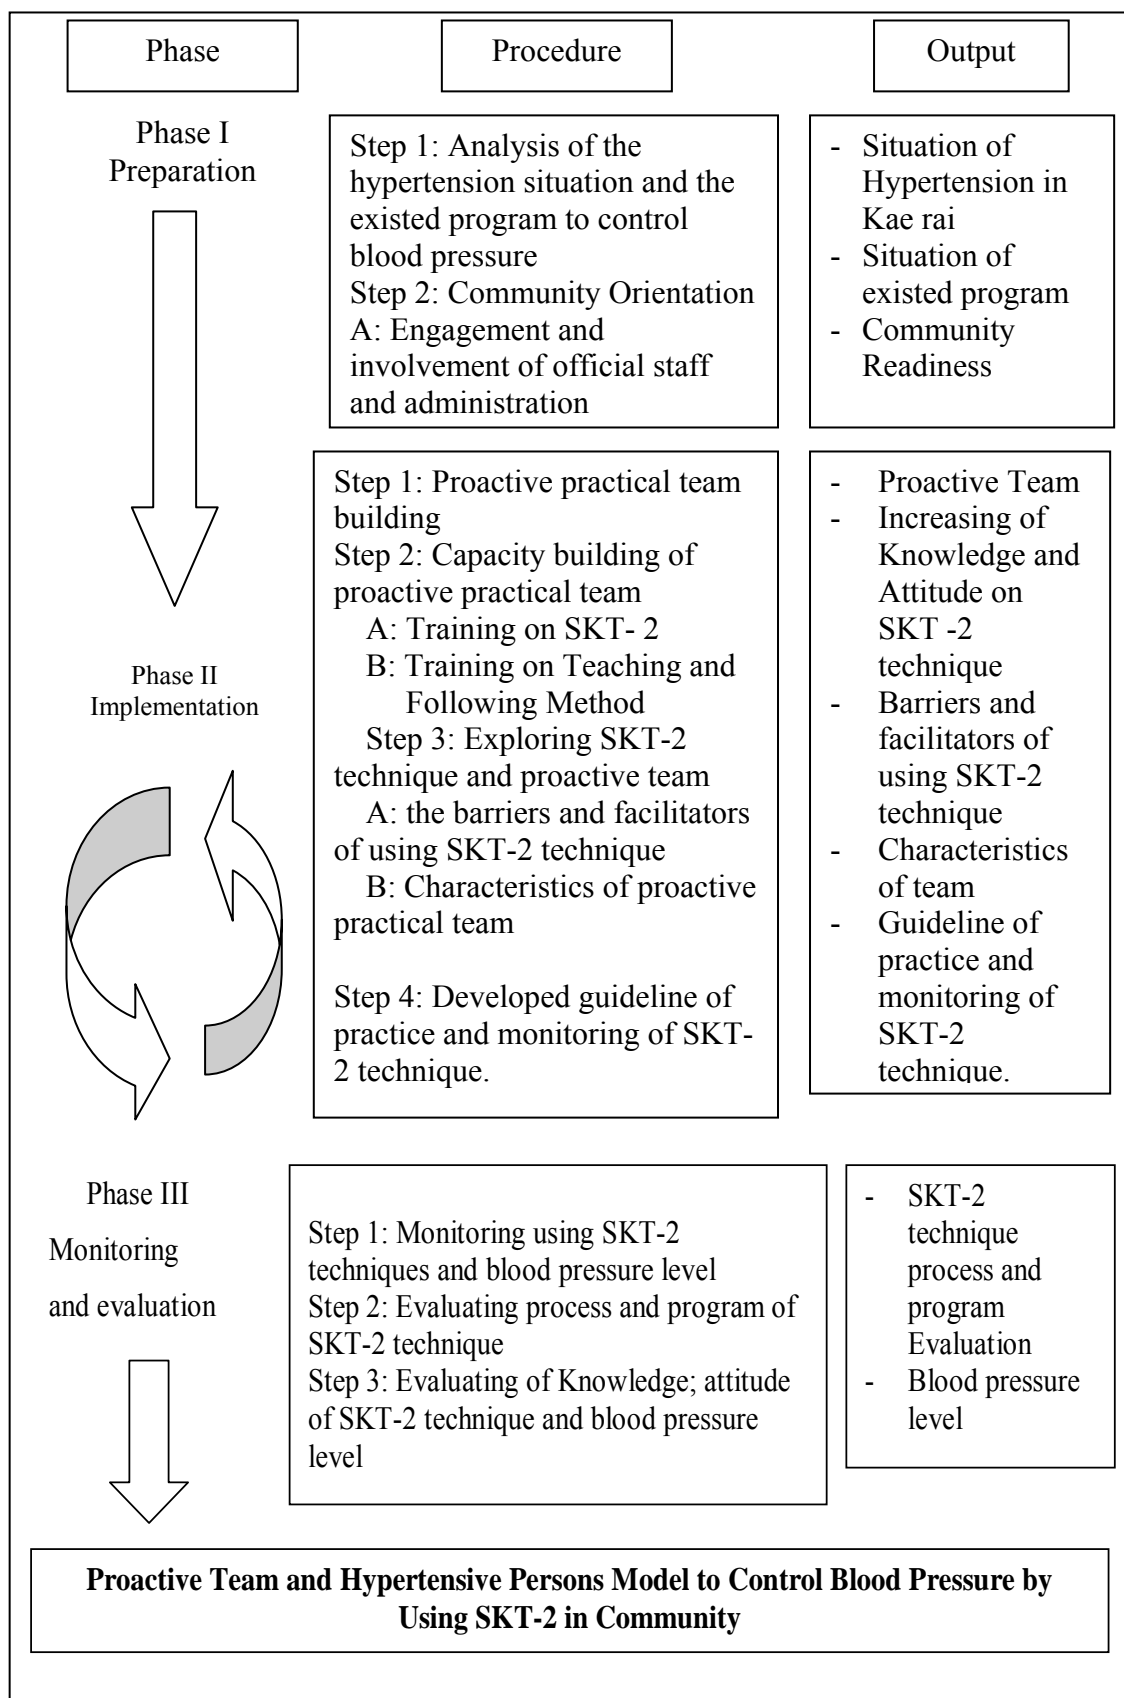 Phase
Procedure
Output
Phase I
Preparation
Step 1: Analysis of the
hypertension situation and the
existed program to control
blood pressure
Step 2: Community Orientation
A: Engagement and
involvement of official staff
and administration
- Situation of
Hypertension in
Kae rai
- Situation of
existed program
- Community
Readiness
Phase II
Implementation
Step 1: Proactive practical team
building
Step 2: Capacity building of
proactive practical team
A: Training on SKT- 2
B: Training on Teaching and
Following Method
Step 3: Exploring SKT-2
technique and proactive team
A: the barriers and facilitators
of using SKT-2 technique
B: Characteristics of proactive
practical team
Step 4: Developed guideline of
practice and monitoring of SKT-
2 technique.
- Proactive Team
- Increasing of
Knowledge and
Attitude on
SKT -2
technique
- Barriers and
facilitators of
using SKT-2
technique
- Characteristics
of team
- Guideline of
practice and
monitoring of
SKT-2
technique.
Phase III
Monitoring
and evaluation
Step 1: Monitoring using SKT-2
techniques and blood pressure level
Step 2: Evaluating process and program of
SKT-2 technique
Step 3: Evaluating of Knowledge; attitude
of SKT-2 technique and blood pressure
level
- SKT-2
technique
process and
program
Evaluation
- Blood pressure
level
Proactive Team and Hypertensive Persons Model to Control Blood Pressure by
Using SKT-2 in Community